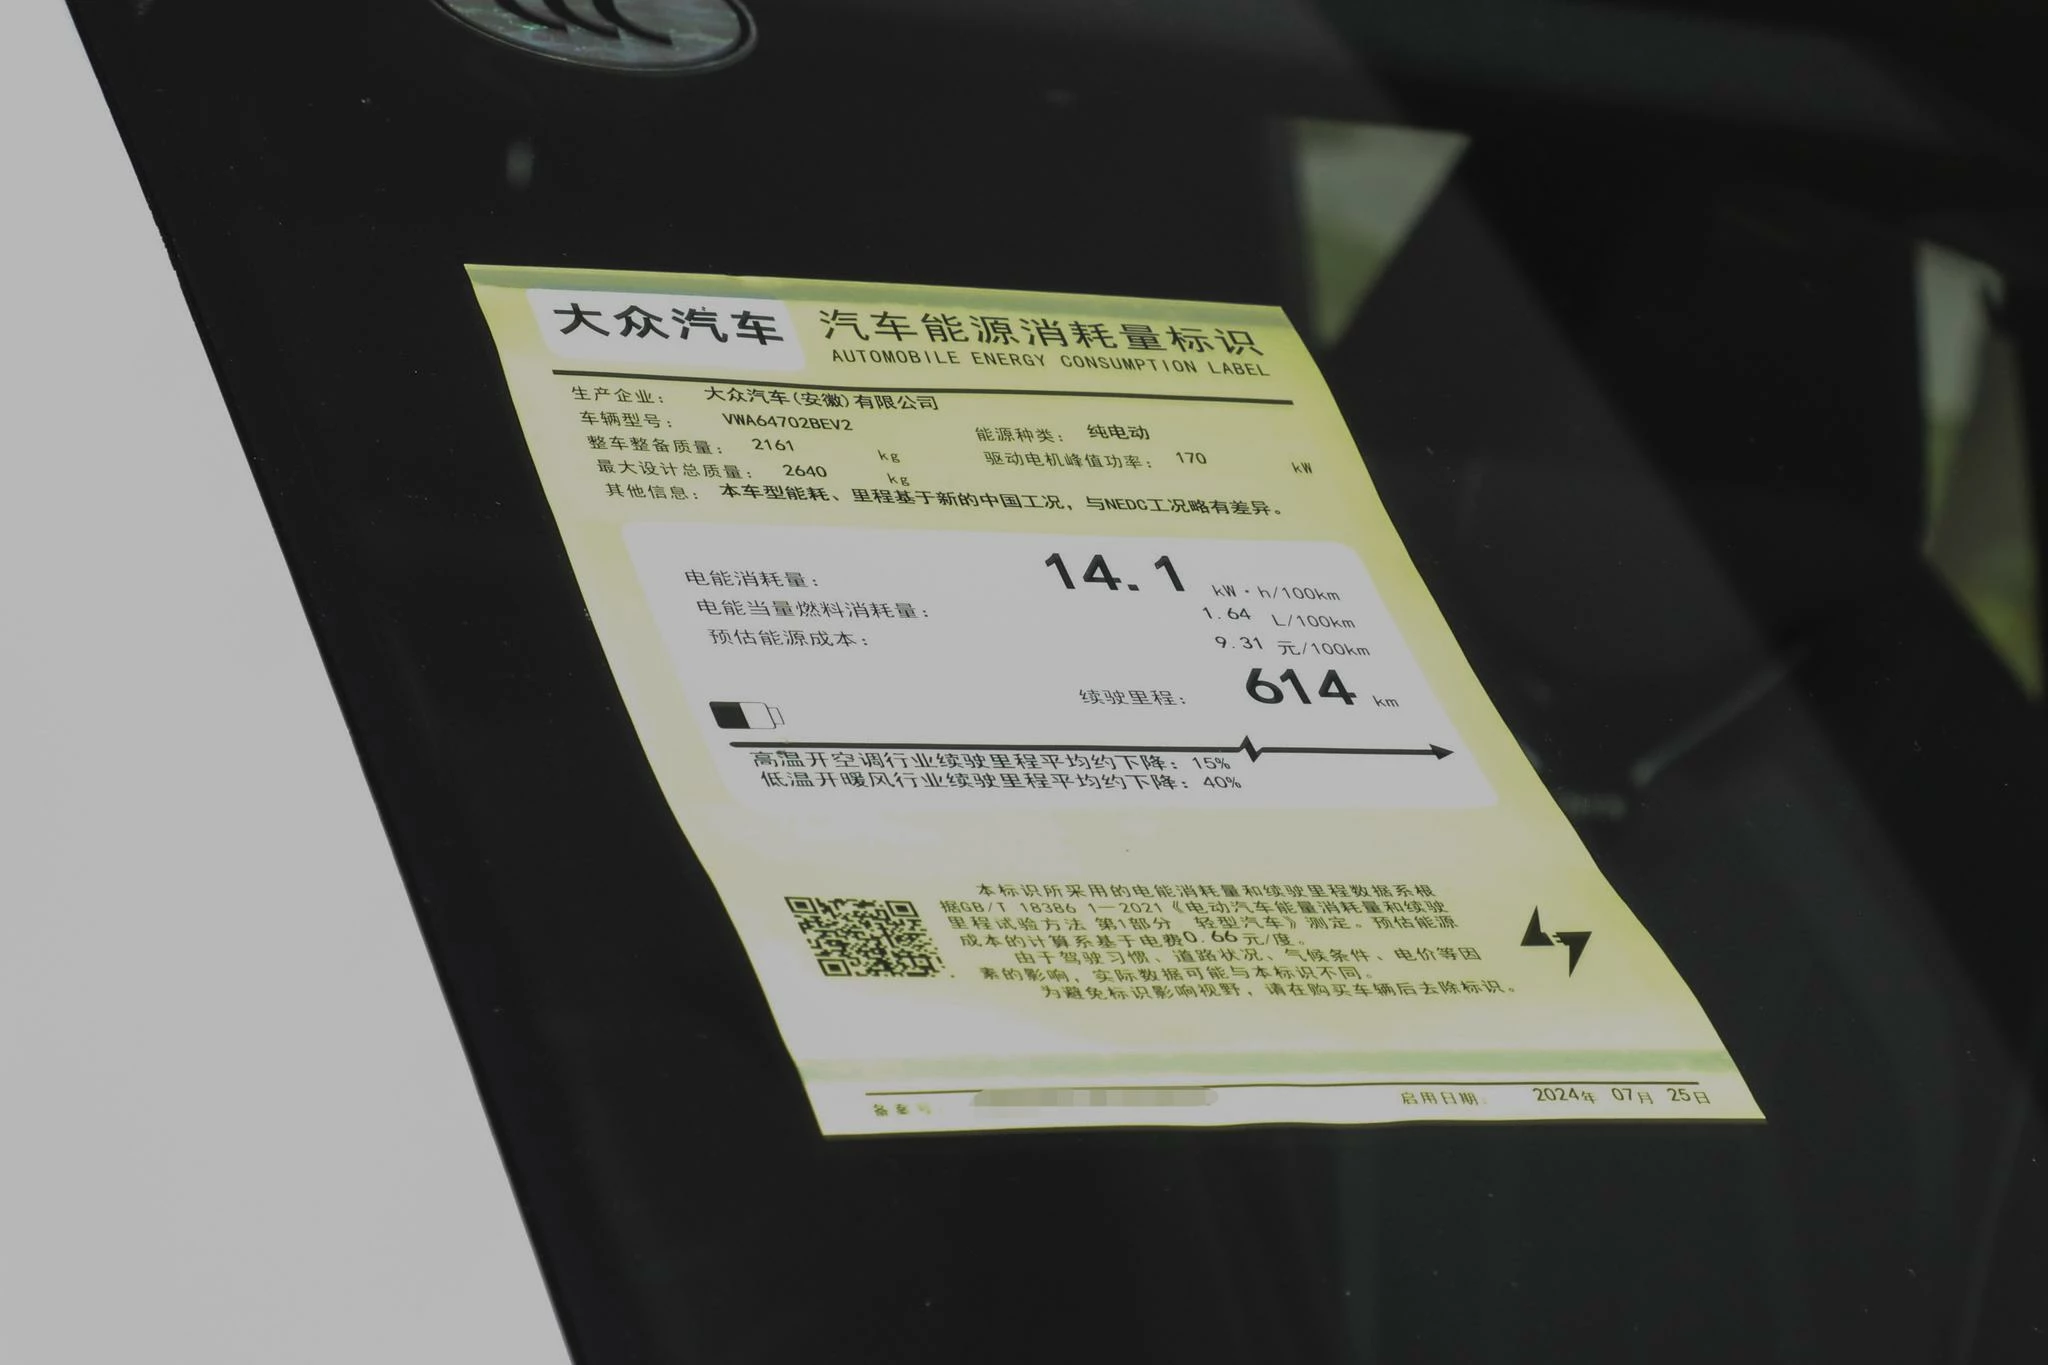 大众汽车 汽车能源消耗量标识
AUTOMOBILE ENERGY CONSUMPTION LABEL
生产企业： 大众汽车(安徽)有限公司
车辆型号： VWA64702BEV2 能源种类： 纯电动
整车整备质量： 2161 kg 驱动电机峰值功率： 170 kW
最大设计总质量： 2640 kg
其他信息： 本车型能耗、里程基于新的中国工况，与NEDC工况略有差异。
电能消耗量： 14.1 kW·h/100km
电能当量燃料消耗量： 1.64 L/100km
预估能源成本： 9.31 元/100km
续驶里程： 614 km
高温开空调行业续驶里程平均约下降：15%
低温开暖风行业续驶里程平均约下降：40%
本标识所采用的电能消耗量和续驶里程数据系根
据GB/T 18386 1—2021《电动汽车能量消耗量和续驶
里程试验方法 第1部分 轻型汽车》测定。预估能源
成本的计算系基于电费0.66元/度。
由于驾驶习惯、道路状况、气候条件、电价等因
素的影响，实际数据可能与本标识不同。
为避免标识影响视野，请在购买车辆后去除标识。
备案号
启用日期： 2024年 07月 25日